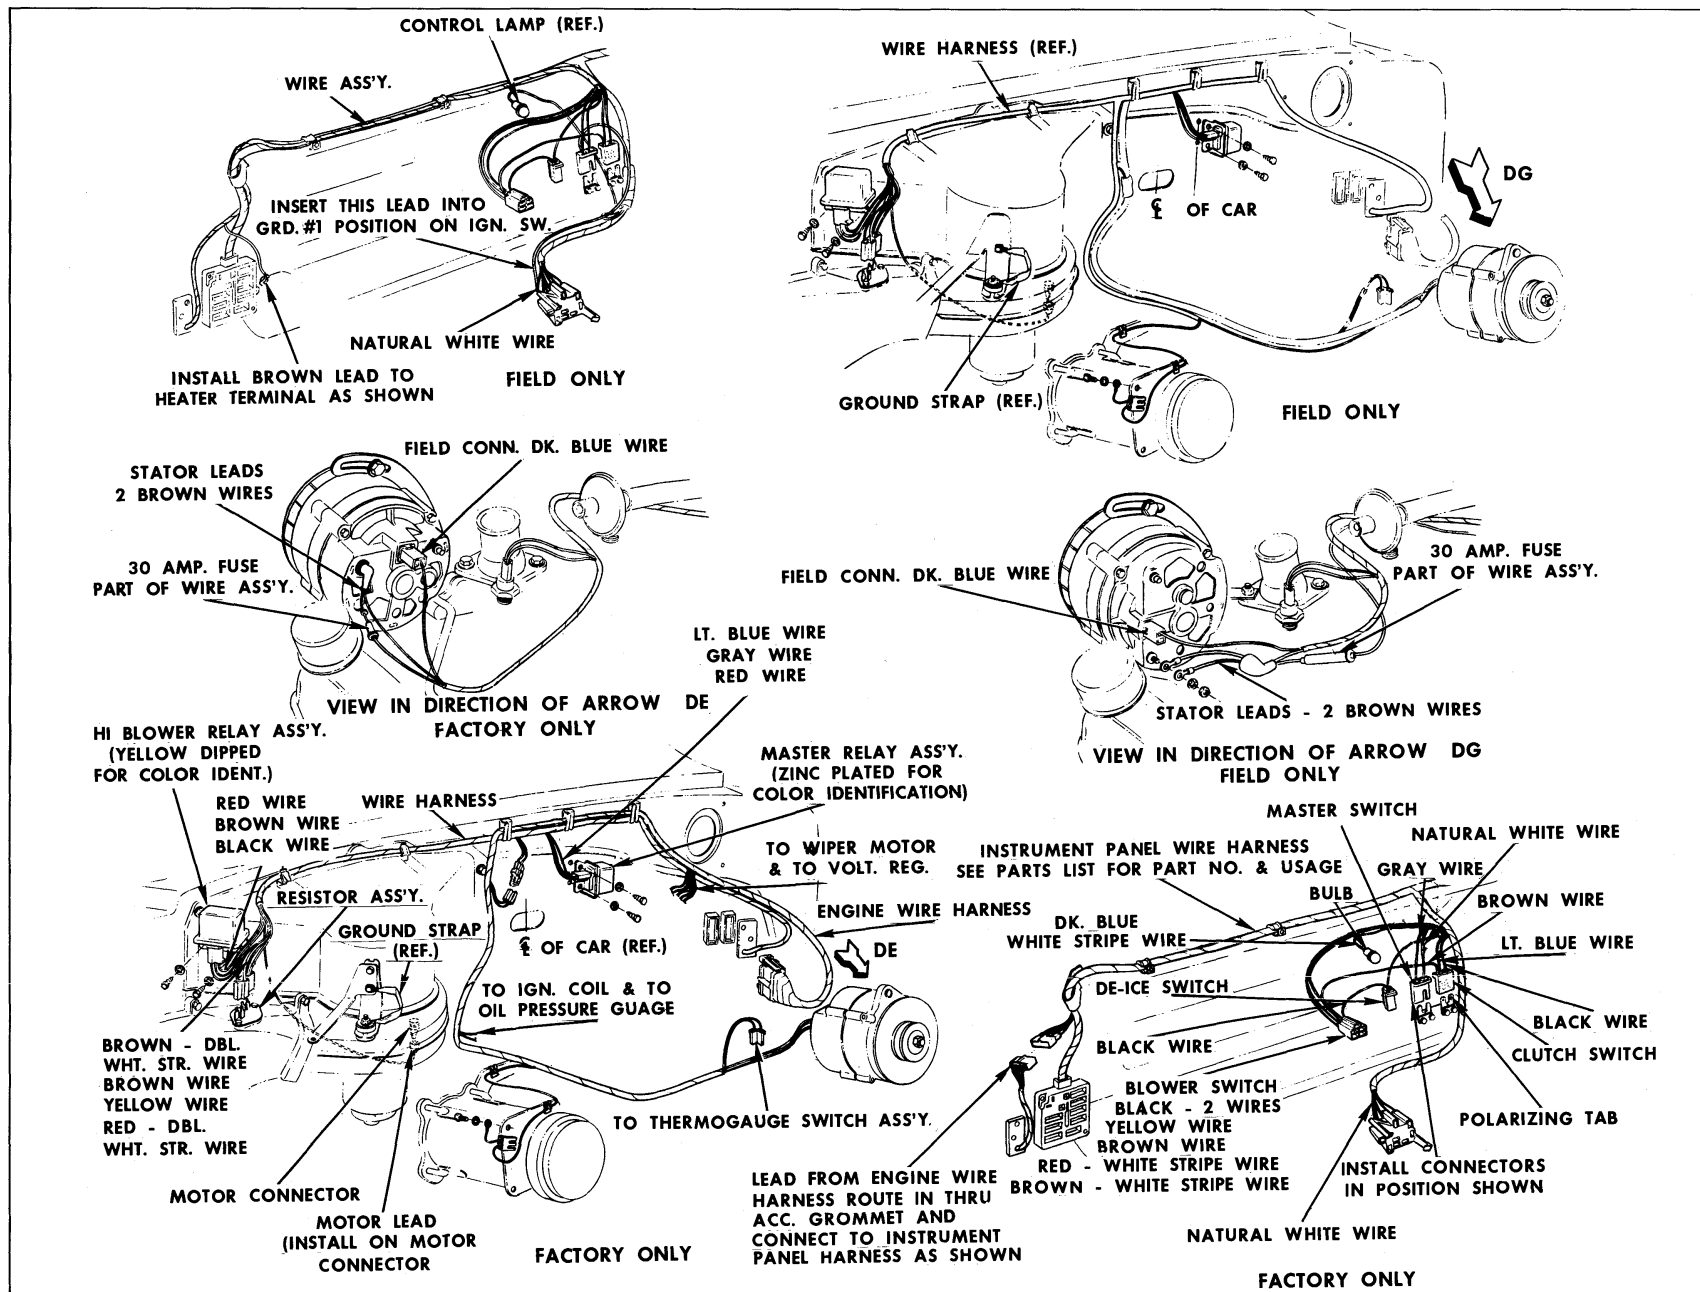 CONTROL LAMP (REF.)
WIRE ASS'Y.
INSERT THIS LEAD INTO
GRD. #1 POSITION ON IGN. SW.
NATURAL WHITE WIRE
INSTALL BROWN LEAD TO
HEATER TERMINAL AS SHOWN
FIELD ONLY
WIRE HARNESS (REF.)
DG
℄ OF CAR
GROUND STRAP (REF.)
FIELD ONLY
FIELD CONN. DK. BLUE WIRE
STATOR LEADS
2 BROWN WIRES
30 AMP. FUSE
PART OF WIRE ASS'Y.
VIEW IN DIRECTION OF ARROW DE
FACTORY ONLY
FIELD CONN. DK. BLUE WIRE
30 AMP. FUSE
PART OF WIRE ASS'Y.
STATOR LEADS - 2 BROWN WIRES
VIEW IN DIRECTION OF ARROW DG
FIELD ONLY
LT. BLUE WIRE
GRAY WIRE
RED WIRE
HI BLOWER RELAY ASS'Y.
(YELLOW DIPPED
FOR COLOR IDENT.)
RED WIRE
BROWN WIRE
BLACK WIRE
WIRE HARNESS
MASTER RELAY ASS'Y.
(ZINC PLATED FOR
COLOR IDENTIFICATION)
TO WIPER MOTOR
& TO VOLT. REG.
RESISTOR ASS'Y.
GROUND STRAP
(REF.)
℄ OF CAR (REF.)
ENGINE WIRE HARNESS
DE
TO IGN. COIL & TO
OIL PRESSURE GUAGE
BROWN - DBL.
WHT. STR. WIRE
BROWN WIRE
YELLOW WIRE
RED - DBL.
WHT. STR. WIRE
MOTOR CONNECTOR
MOTOR LEAD
(INSTALL ON MOTOR
CONNECTOR
TO THERMOGAUGE SWITCH ASS'Y.
FACTORY ONLY
MASTER SWITCH
NATURAL WHITE WIRE
INSTRUMENT PANEL WIRE HARNESS
SEE PARTS LIST FOR PART NO. & USAGE
GRAY WIRE
BULB
BROWN WIRE
DK. BLUE
WHITE STRIPE WIRE
LT. BLUE WIRE
DE-ICE SWITCH
BLACK WIRE
BLACK WIRE
CLUTCH SWITCH
BLOWER SWITCH
BLACK - 2 WIRES
YELLOW WIRE
BROWN WIRE
RED - WHITE STRIPE WIRE
BROWN - WHITE STRIPE WIRE
POLARIZING TAB
INSTALL CONNECTORS
IN POSITION SHOWN
LEAD FROM ENGINE WIRE
HARNESS ROUTE IN THRU
ACC. GROMMET AND
CONNECT TO INSTRUMENT
PANEL HARNESS AS SHOWN
NATURAL WHITE WIRE
FACTORY ONLY